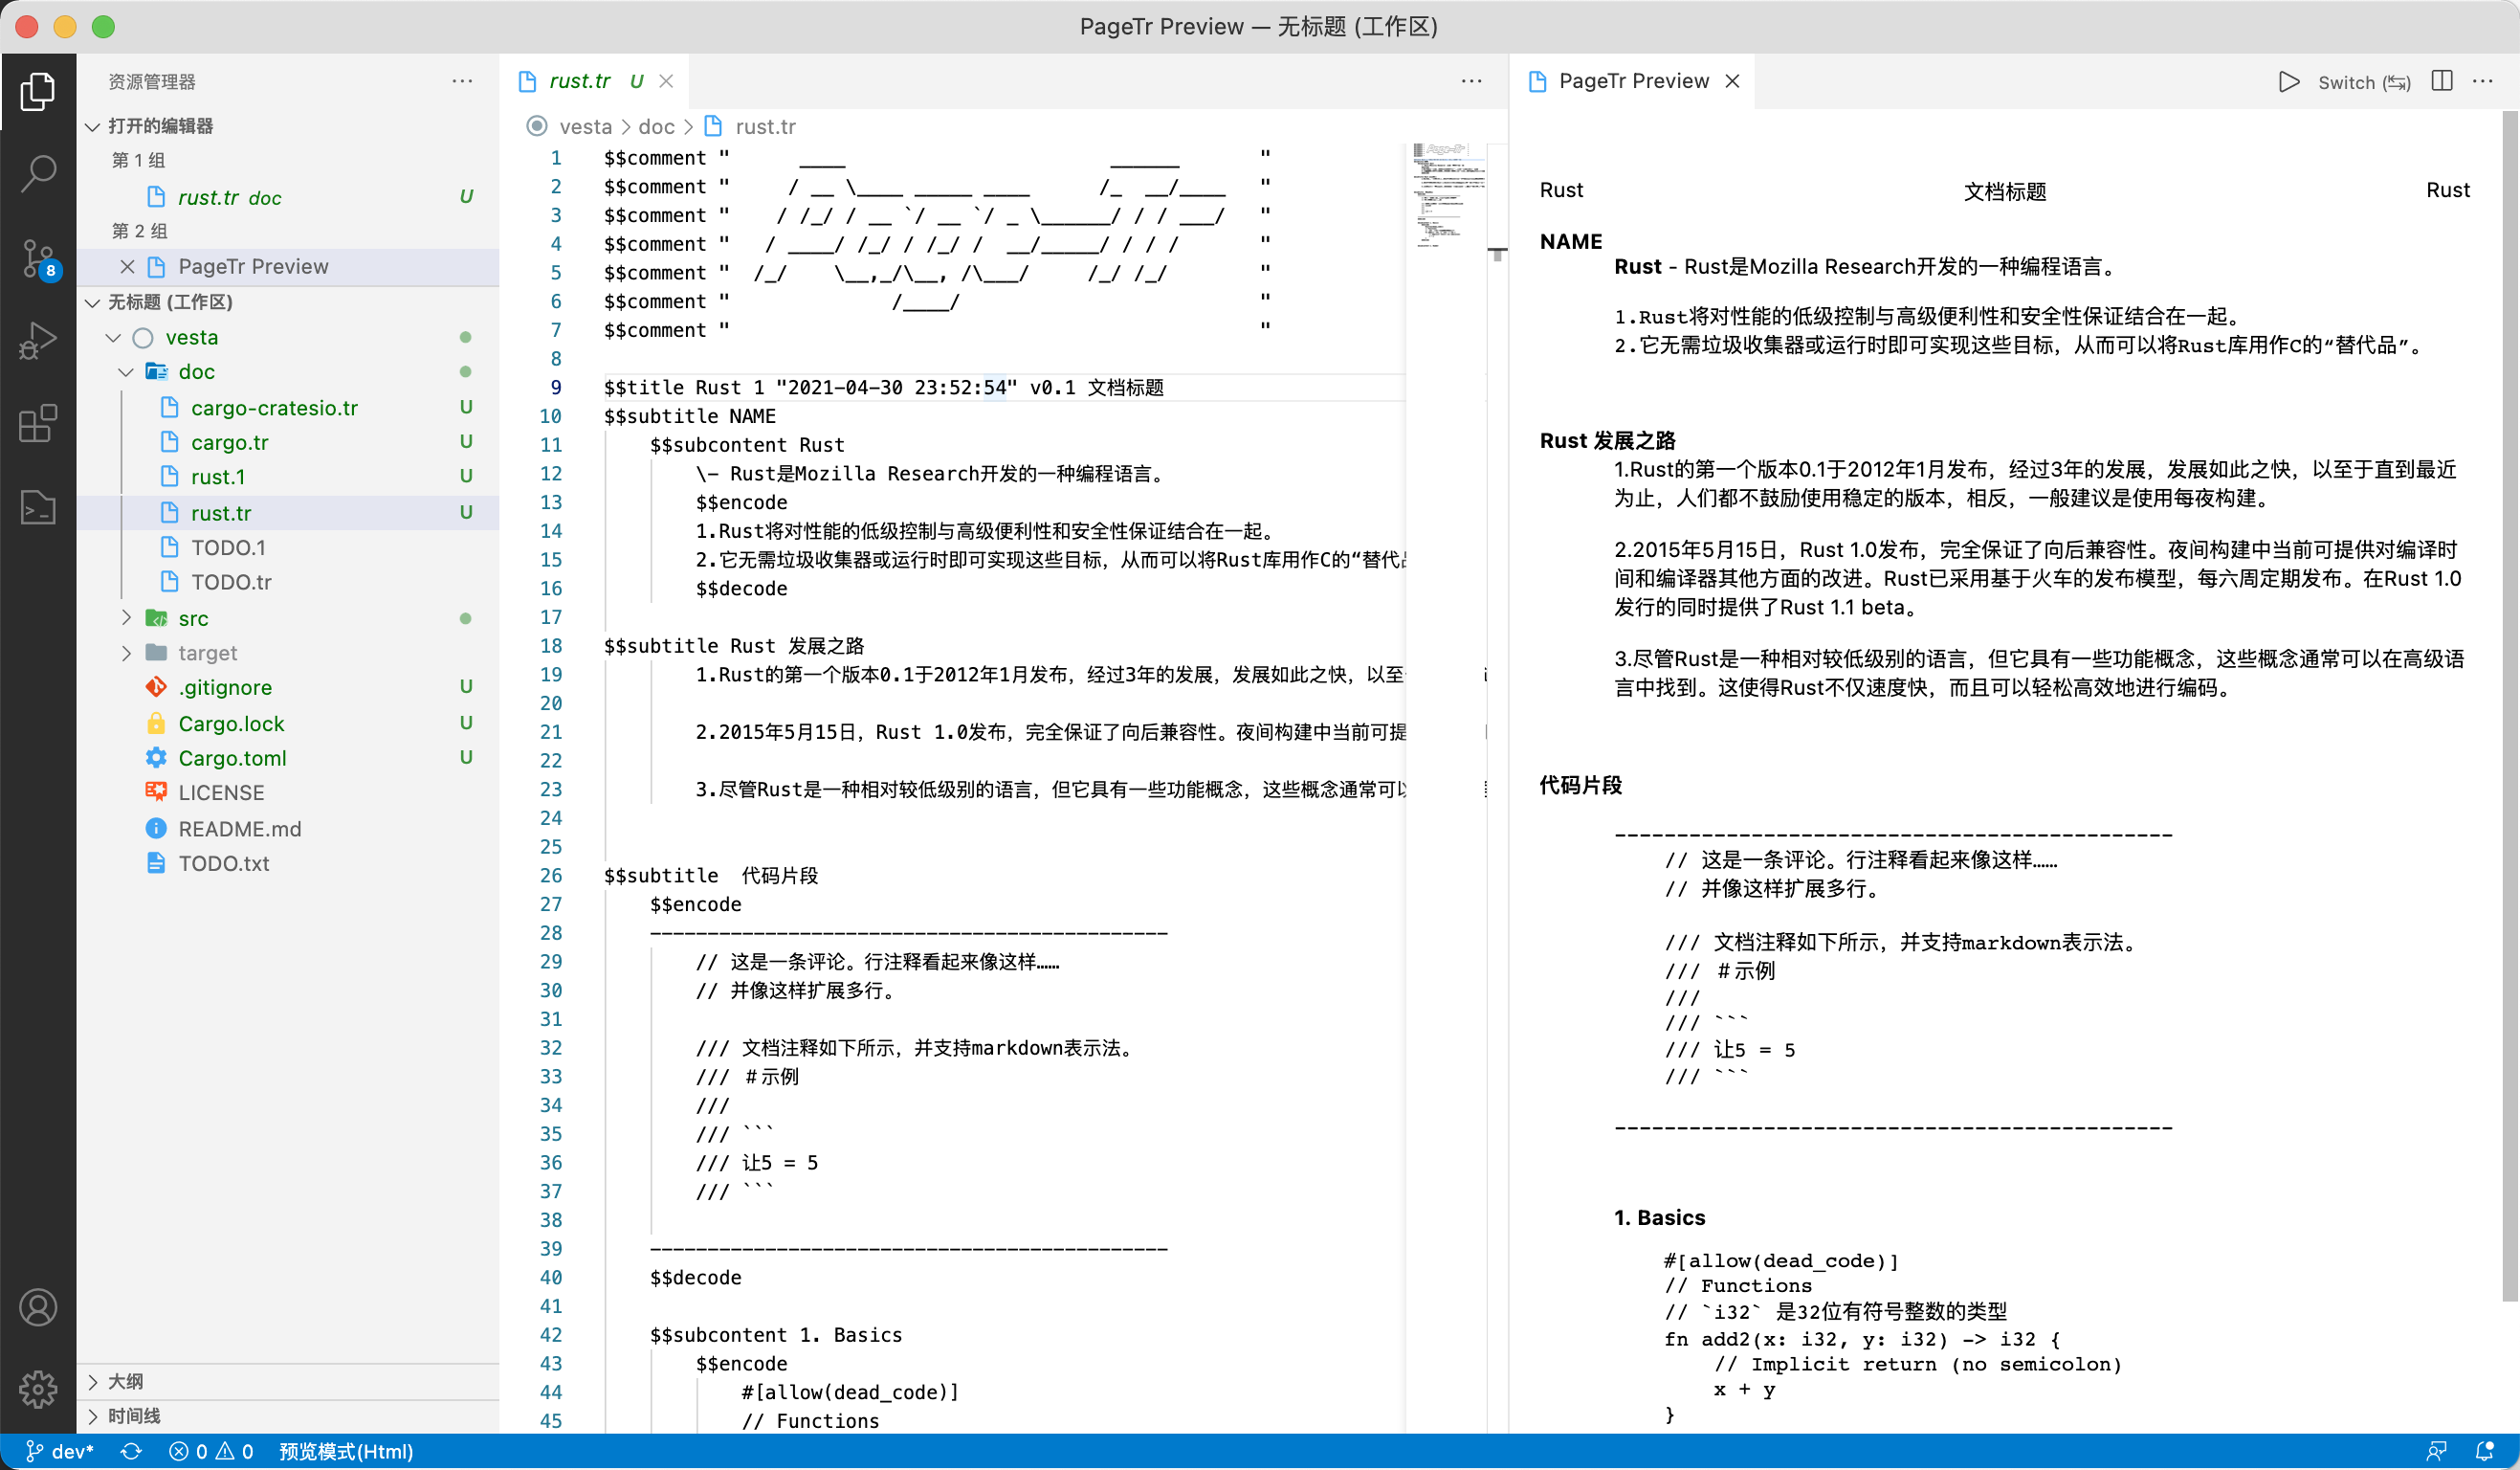 PageTr Preview — 无标题 (工作区)
资源管理器
打开的编辑器
第 1 组
rust.tr doc U
第 2 组
PageTr Preview
无标题 (工作区)
vesta
doc
cargo-cratesio.tr U
cargo.tr U
rust.1 U
rust.tr U
TODO.1
TODO.tr
src
target
.gitignore U
Cargo.lock U
Cargo.toml U
LICENSE
README.md
TODO.txt
大纲
时间线
8
rust.tr U
vesta > doc > rust.tr
1 $$comment "      ____                       ______       "
2 $$comment "     / __ \____ _____ ____      /_  __/____   "
3 $$comment "    / /_/ / __ `/ __ `/ _ \______/ / / ___/   "
4 $$comment "   / ____/ /_/ / /_/ /  __/_____/ / / /       "
5 $$comment "  /_/    \__,_/\__, /\___/     /_/ /_/        "
6 $$comment "              /____/                          "
7 $$comment "                                              "
8
9 $$title Rust 1 "2021-04-30 23:52:54" v0.1 文档标题
10 $$subtitle NAME
11     $$subcontent Rust
12         \- Rust是Mozilla Research开发的一种编程语言。
13         $$encode
14         1.Rust将对性能的低级控制与高级便利性和安全性保证结合在一起。
15         2.它无需垃圾收集器或运行时即可实现这些目标，从而可以将Rust库用作C的“替代品
16         $$decode
17
18 $$subtitle Rust 发展之路
19         1.Rust的第一个版本0.1于2012年1月发布，经过3年的发展，发展如此之快，以至
20
21         2.2015年5月15日，Rust 1.0发布，完全保证了向后兼容性。夜间构建中当前可提
22
23         3.尽管Rust是一种相对较低级别的语言，但它具有一些功能概念，这些概念通常可以
24
25
26 $$subtitle  代码片段
27     $$encode
28     ---------------------------------------------
29         // 这是一条评论。行注释看起来像这样……
30         // 并像这样扩展多行。
31
32         /// 文档注释如下所示，并支持markdown表示法。
33         /// ＃示例
34         ///
35         /// ```
36         /// 让5 = 5
37         /// ```
38
39     ---------------------------------------------
40     $$decode
41
42     $$subcontent 1. Basics
43         $$encode
44             #[allow(dead_code)]
45             // Functions
PageTr Preview
Switch (⭾)
Rust 文档标题 Rust
NAME
Rust - Rust是Mozilla Research开发的一种编程语言。
1.Rust将对性能的低级控制与高级便利性和安全性保证结合在一起。
2.它无需垃圾收集器或运行时即可实现这些目标，从而可以将Rust库用作C的“替代品”。
Rust 发展之路
1.Rust的第一个版本0.1于2012年1月发布，经过3年的发展，发展如此之快，以至于直到最近
为止，人们都不鼓励使用稳定的版本，相反，一般建议是使用每夜构建。
2.2015年5月15日，Rust 1.0发布，完全保证了向后兼容性。夜间构建中当前可提供对编译时
间和编译器其他方面的改进。Rust已采用基于火车的发布模型，每六周定期发布。在Rust 1.0
发行的同时提供了Rust 1.1 beta。
3.尽管Rust是一种相对较低级别的语言，但它具有一些功能概念，这些概念通常可以在高级语
言中找到。这使得Rust不仅速度快，而且可以轻松高效地进行编码。
代码片段
---------------------------------------------
// 这是一条评论。行注释看起来像这样……
// 并像这样扩展多行。
/// 文档注释如下所示，并支持markdown表示法。
/// ＃示例
///
/// ```
/// 让5 = 5
/// ```
---------------------------------------------
1. Basics
#[allow(dead_code)]
// Functions
// `i32` 是32位有符号整数的类型
fn add2(x: i32, y: i32) -> i32 {
    // Implicit return (no semicolon)
    x + y
}
dev* 0 0 预览模式(Html)